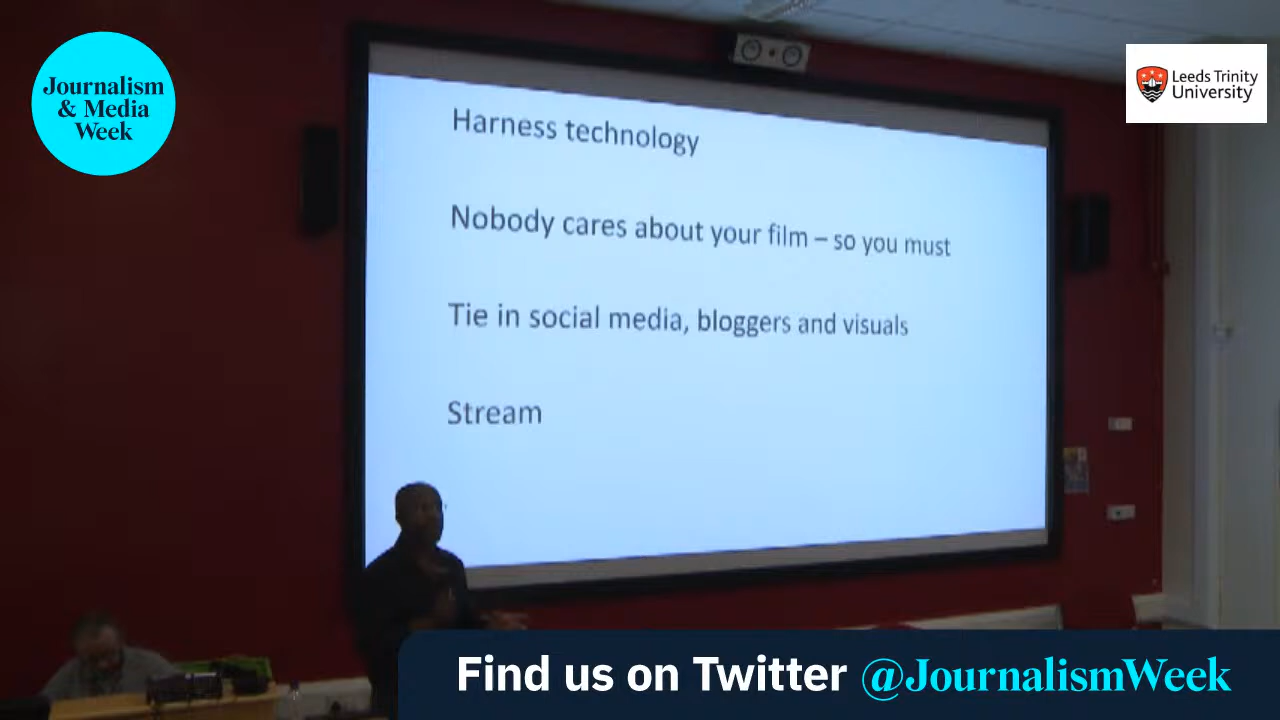 Journalism
& Media
Week
Leeds Trinity
University
Harness technology
Nobody cares about your film – so you must
Tie in social media, bloggers and visuals
Stream
Find us on Twitter @JournalismWeek